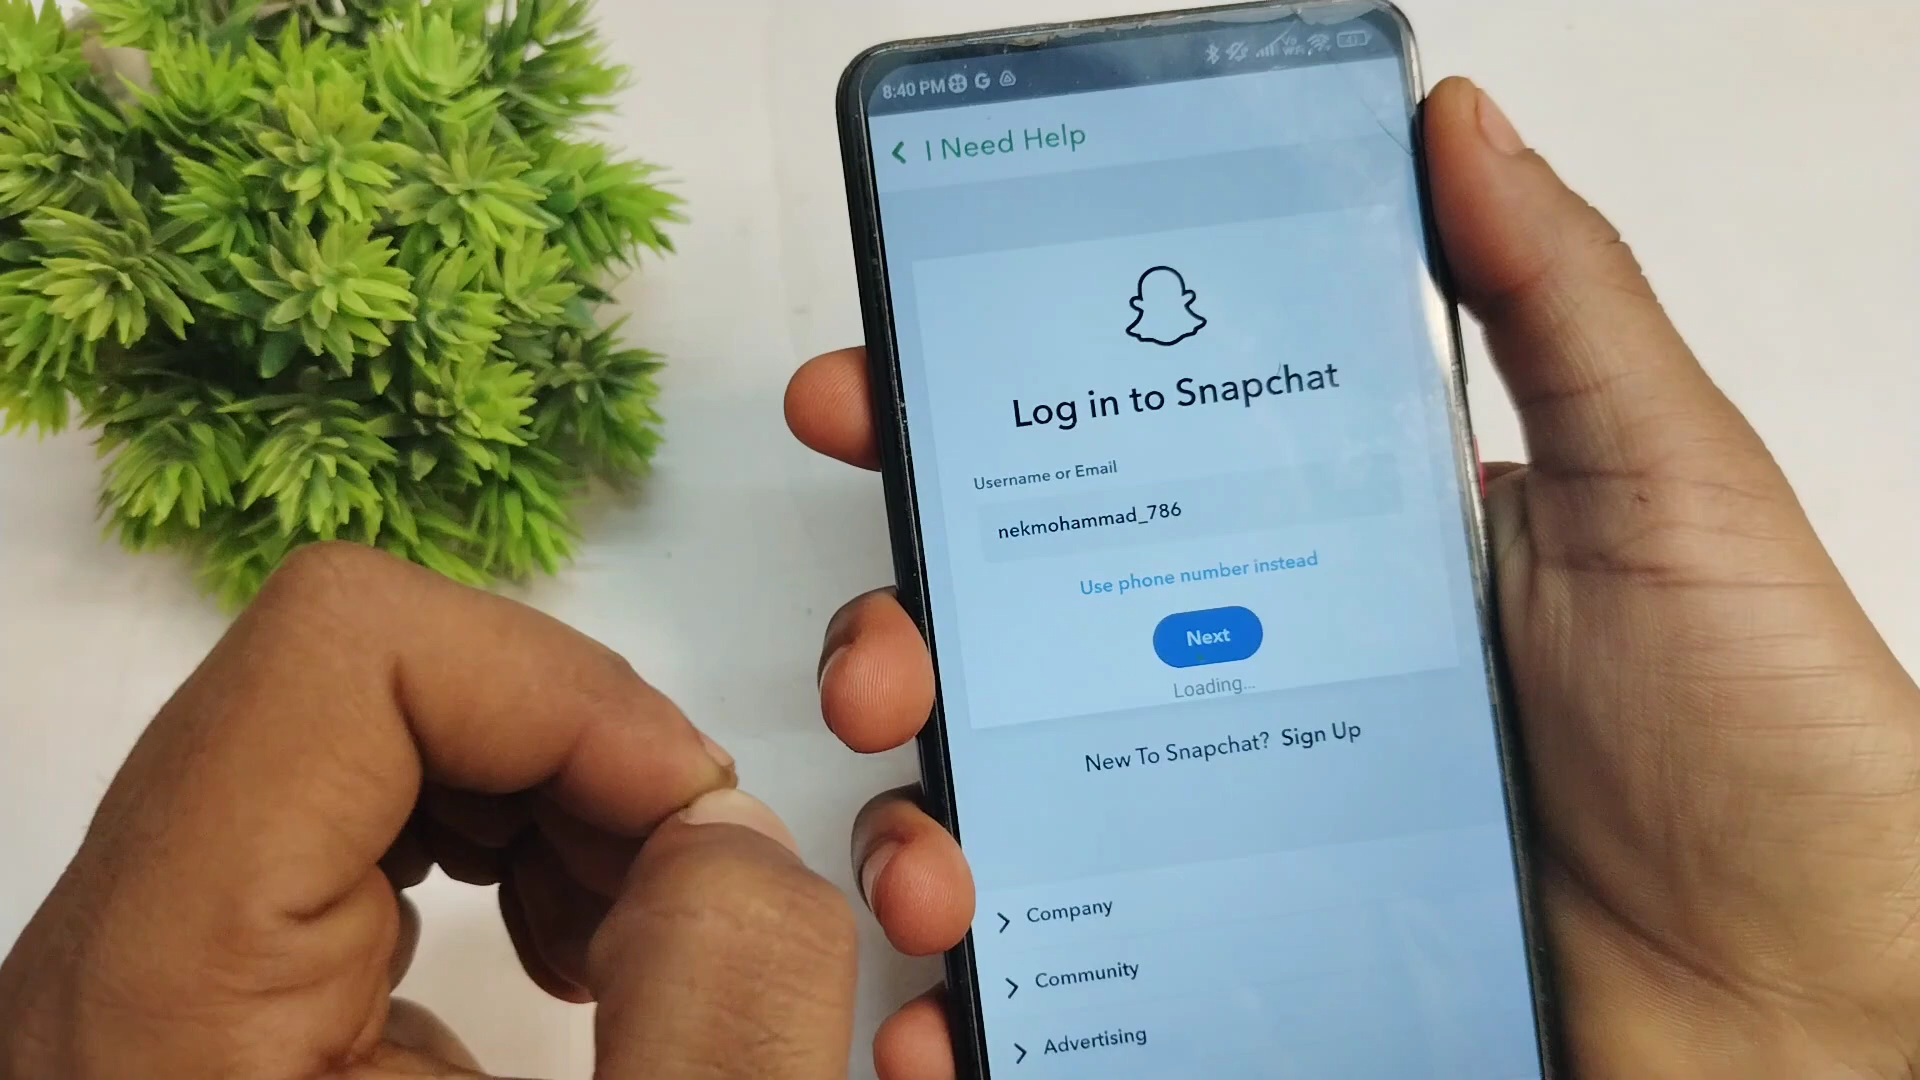 8:40 PM
I Need Help
Log in to Snapchat
Username or Email
nekmohammad_786
Use phone number instead
Next
Loading...
New To Snapchat? Sign Up
Company
Community
Advertising